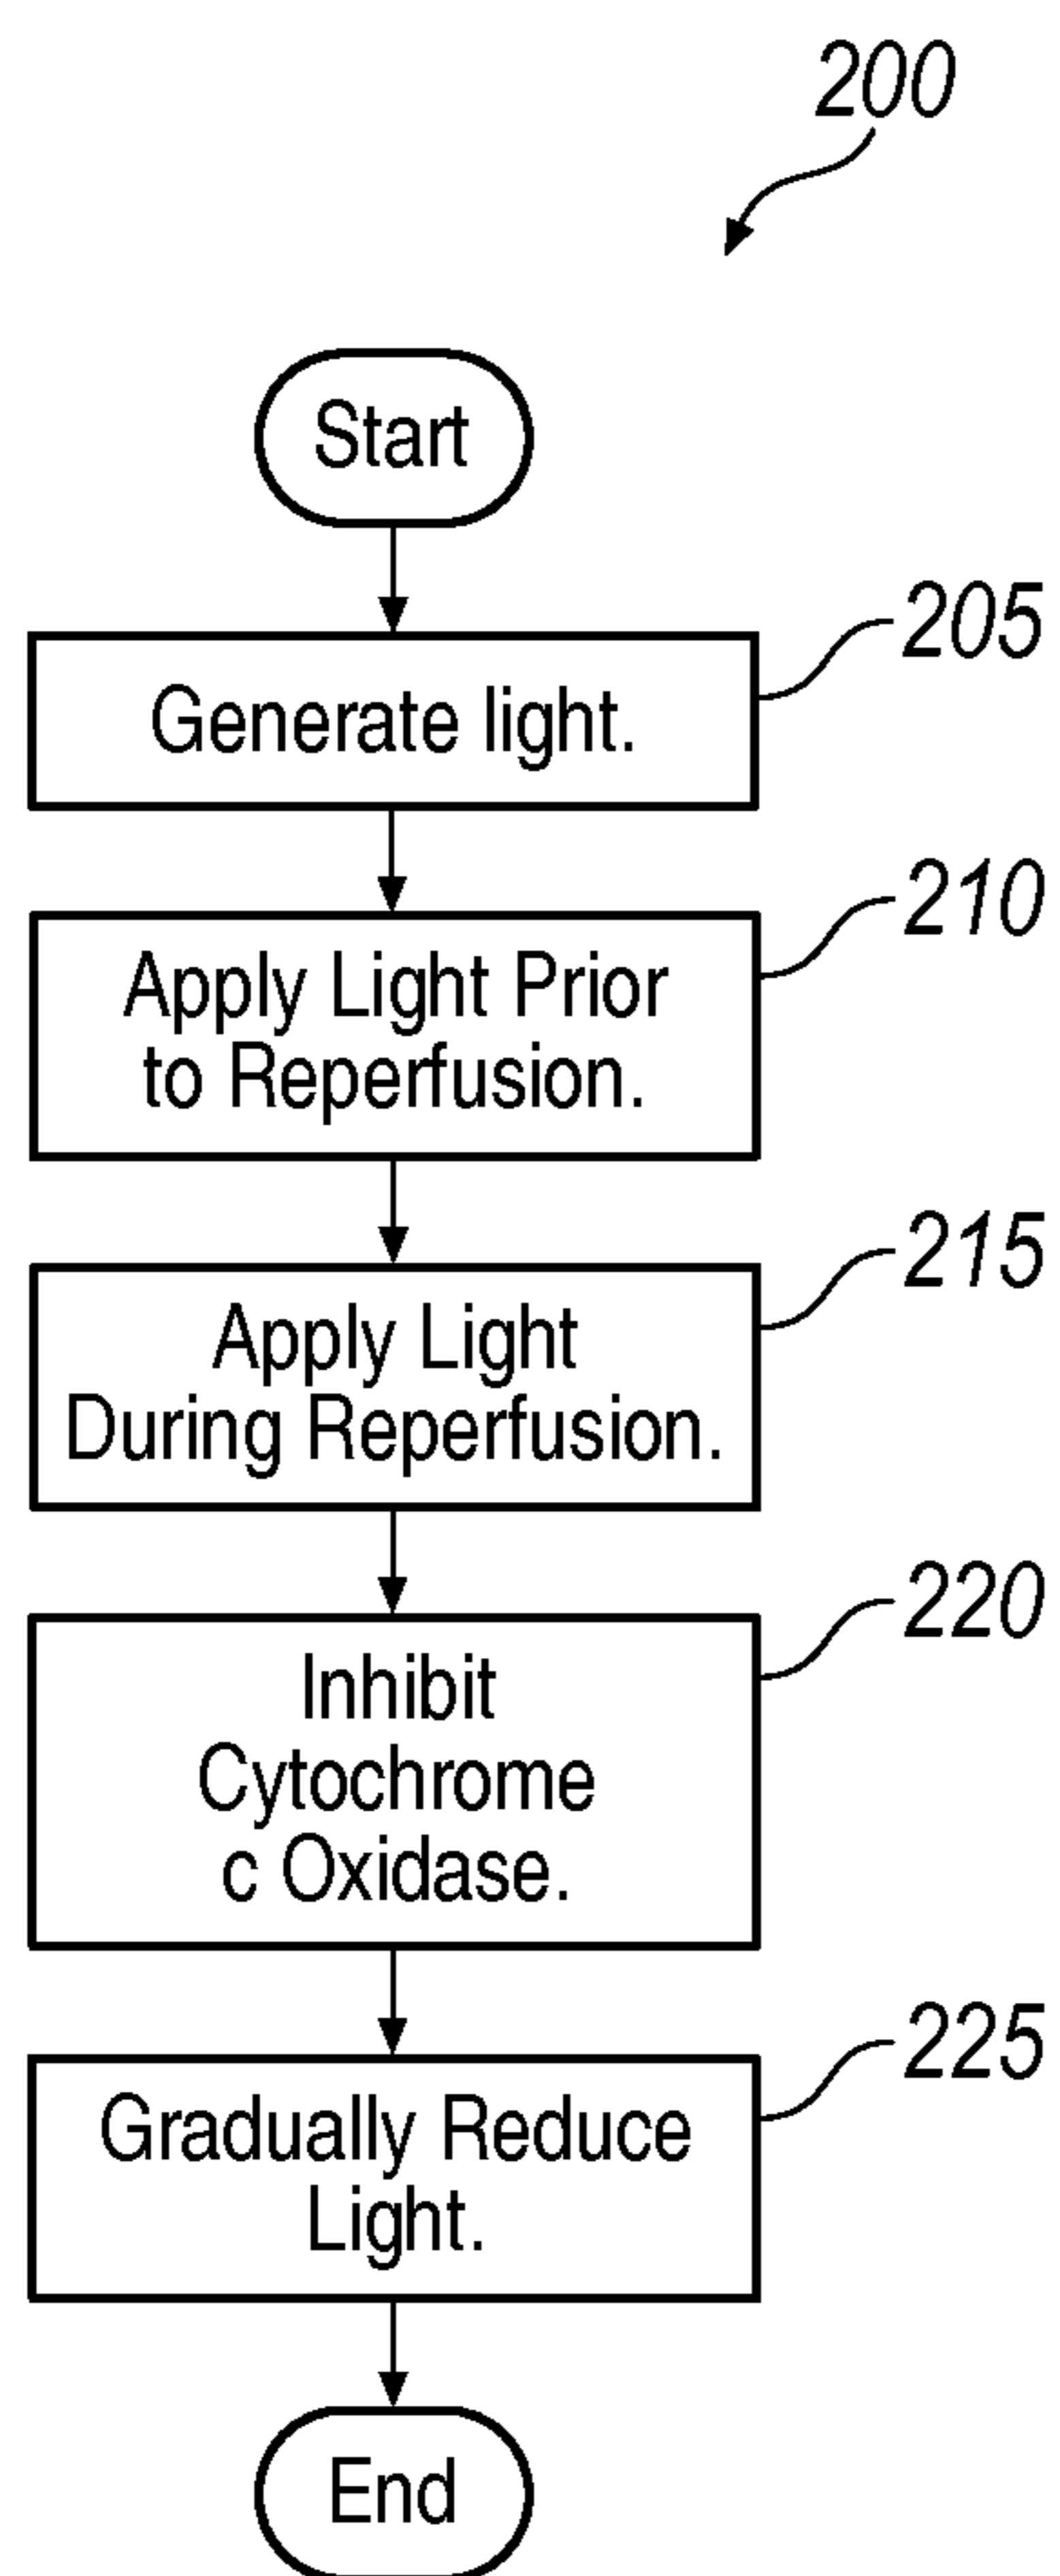 200
Start
205
Generate light.
210
Apply Light Prior
to Reperfusion.
215
Apply Light
During Reperfusion.
220
Inhibit
Cytochrome
c Oxidase.
225
Gradually Reduce
Light.
End